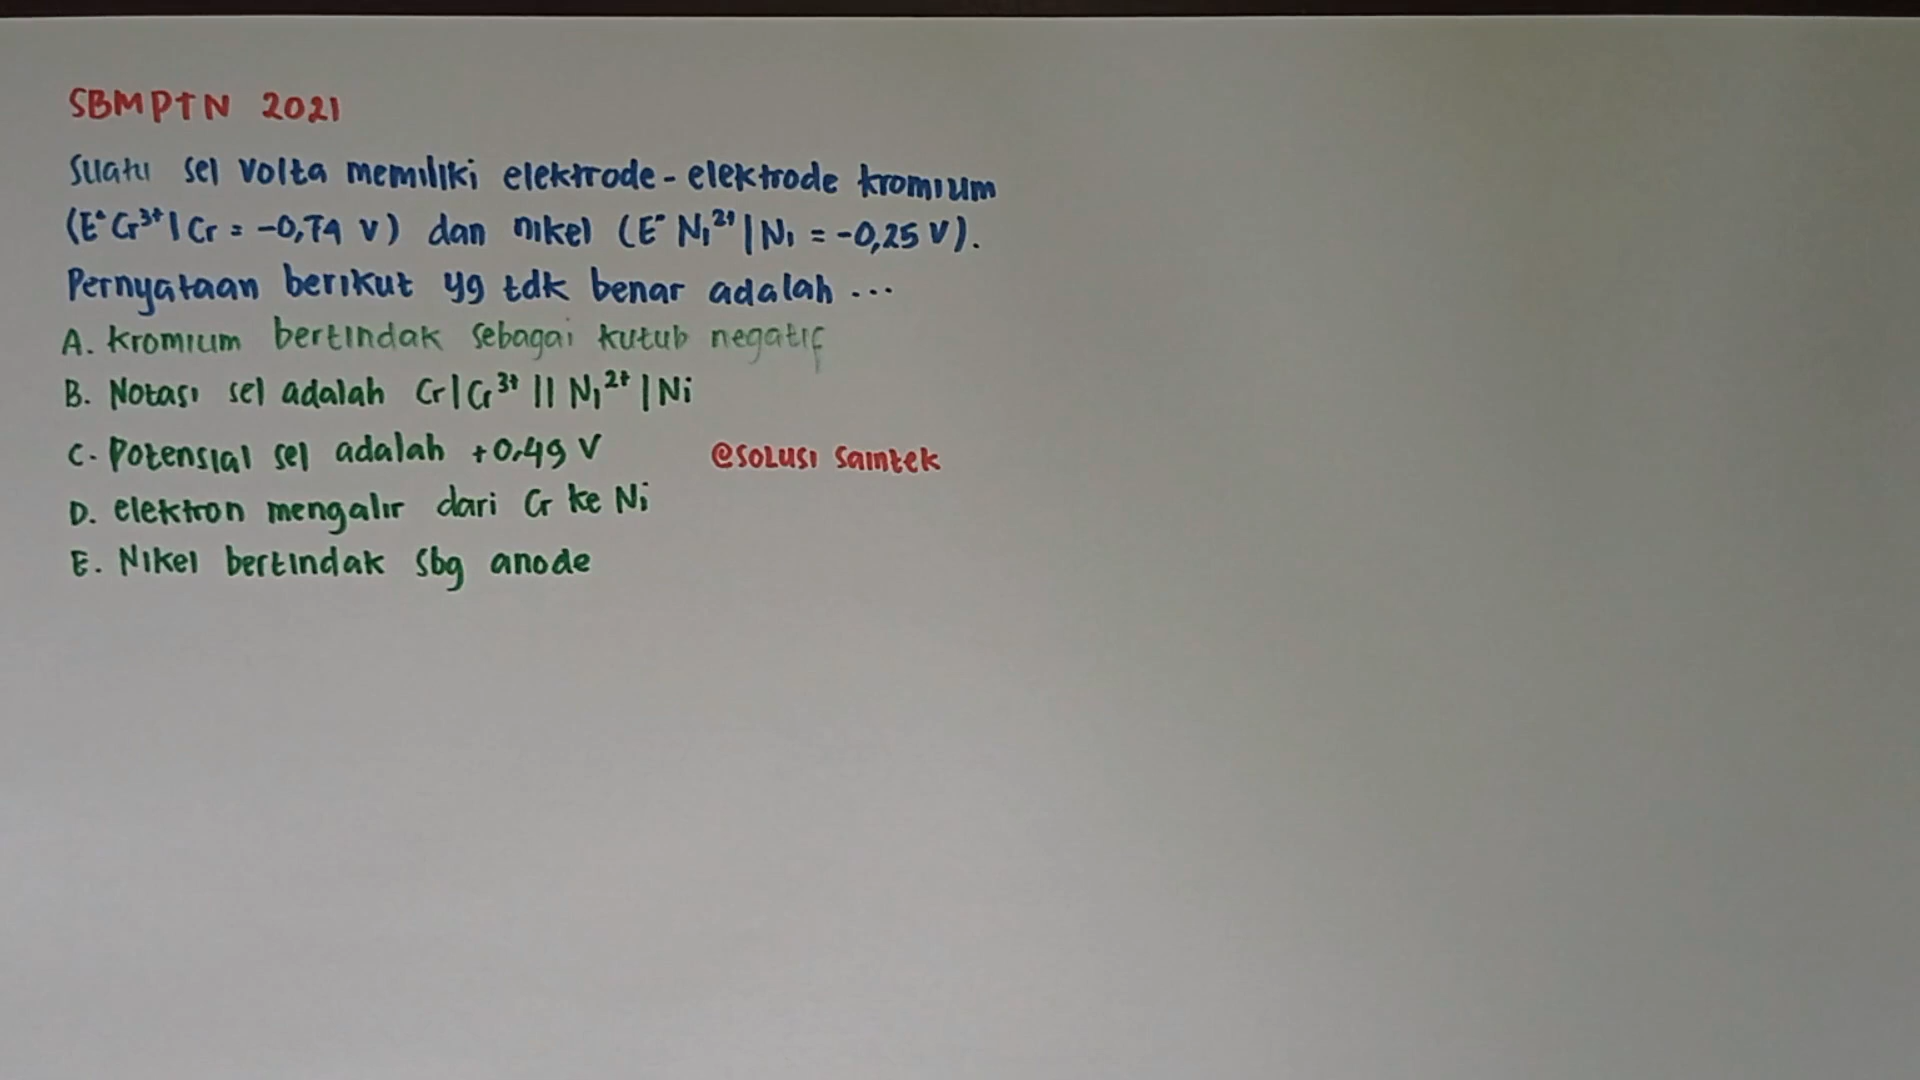 SBMPTN 2021
Suatu sel volta memiliki elektrode-elektrode kromium
(E° Cr³⁺ | Cr = -0,74 V) dan nikel (E° Ni²⁺ | Ni = -0,25 V).
Pernyataan berikut yg tdk benar adalah ...
A. Kromium bertindak sebagai kutub negatif
B. Notasi sel adalah Cr | Cr³⁺ || Ni²⁺ | Ni
C. Potensial sel adalah +0,49 V
@Solusi Saintek
D. elektron mengalir dari Cr ke Ni
E. Nikel bertindak sbg anode